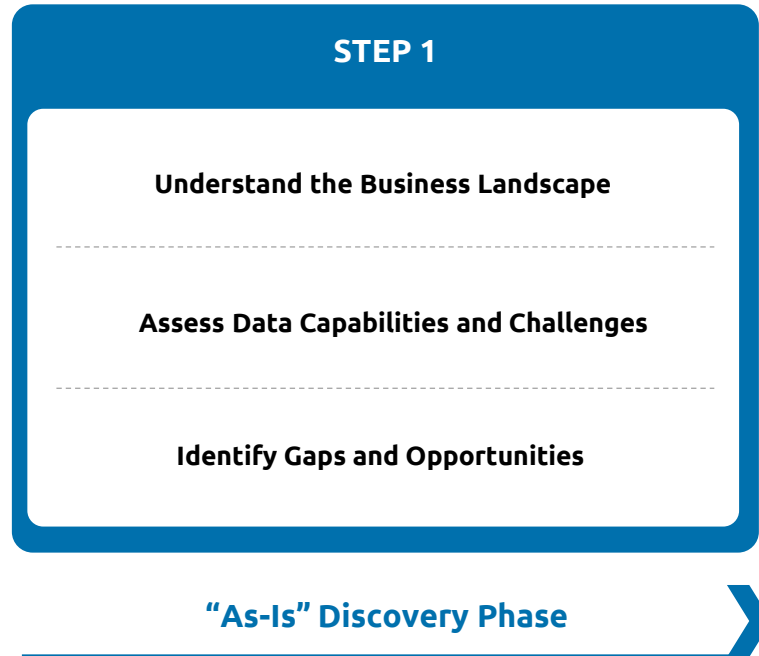 STEP 1
Understand the Business Landscape
Assess Data Capabilities and Challenges
Identify Gaps and Opportunities
“As-Is” Discovery Phase